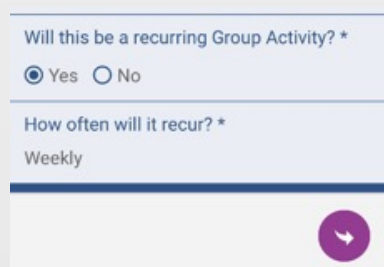 Will this be a recurring Group Activity? *
Yes No
How often will it recur? *
Weekly